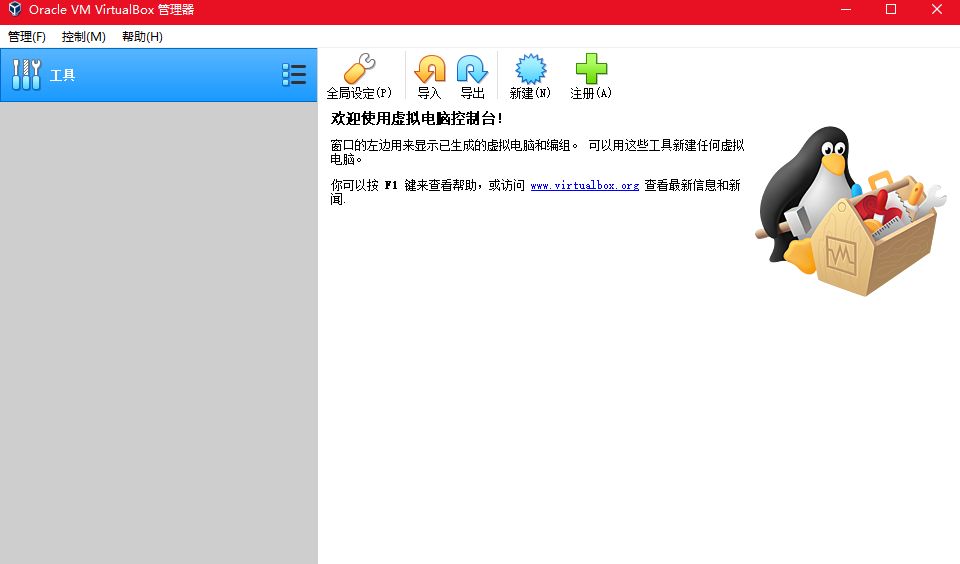 Oracle VM VirtualBox 管理器
管理(F) 控制(M) 帮助(H)
工具
全局设定(P) 导入 导出 新建(N) 注册(A)
欢迎使用虚拟电脑控制台!
窗口的左边用来显示已生成的虚拟电脑和编组。 可以用这些工具新建任何虚拟
电脑。
你可以按 F1 键来查看帮助，或访问 www.virtualbox.org 查看最新信息和新
闻.